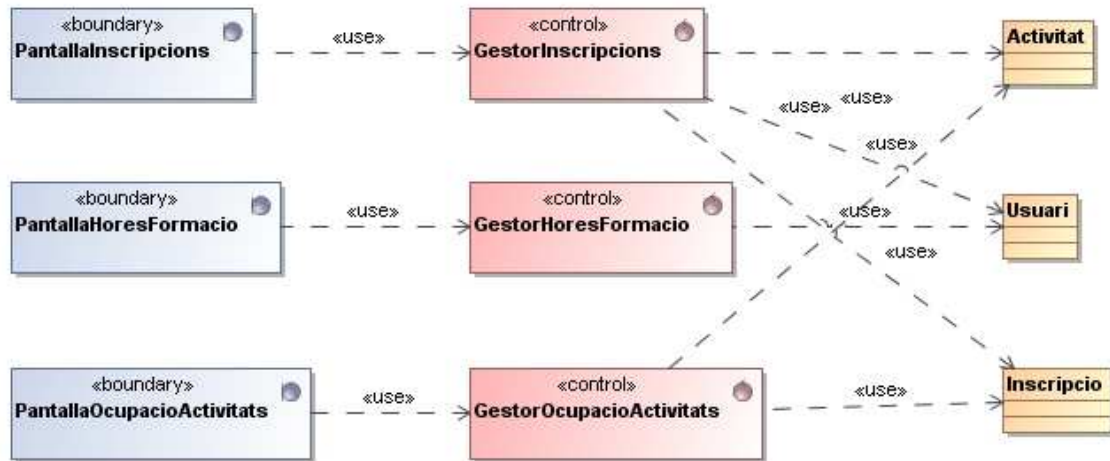 «boundary»
PantallaInscripcions
«use»
«control»
GestorInscripcions
Activitat
«use»
«use»
«use»
«boundary»
PantallaHoresFormacio
«use»
«control»
GestorHoresFormacio
«use»
Usuari
«use»
«boundary»
PantallaOcupacioActivitats
«use»
«control»
GestorOcupacioActivitats
«use»
Inscripcio